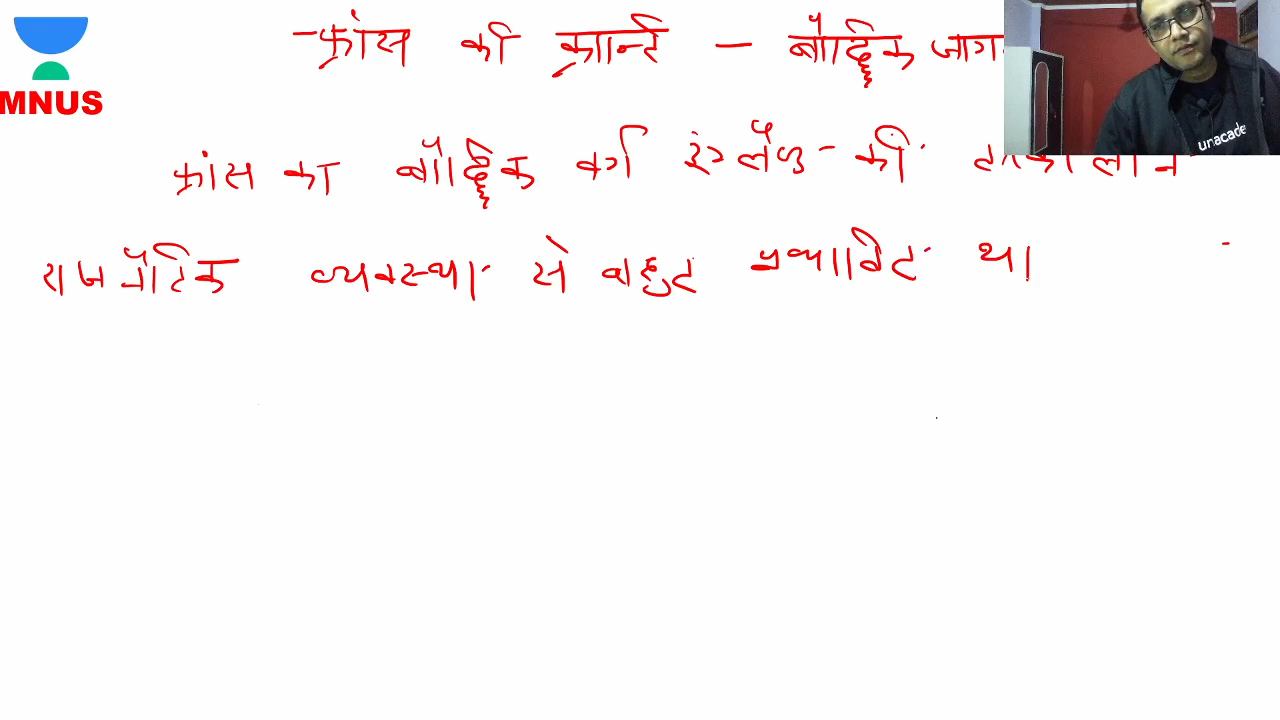 फ्रांस की क्रान्ति – बौद्धिक
MNUS
unacade
फ्रांस का बौद्धिक वर्ग इंग्लैण्ड की तत्कालीन
राजनैतिक व्यवस्था से बहुत प्रभावित था